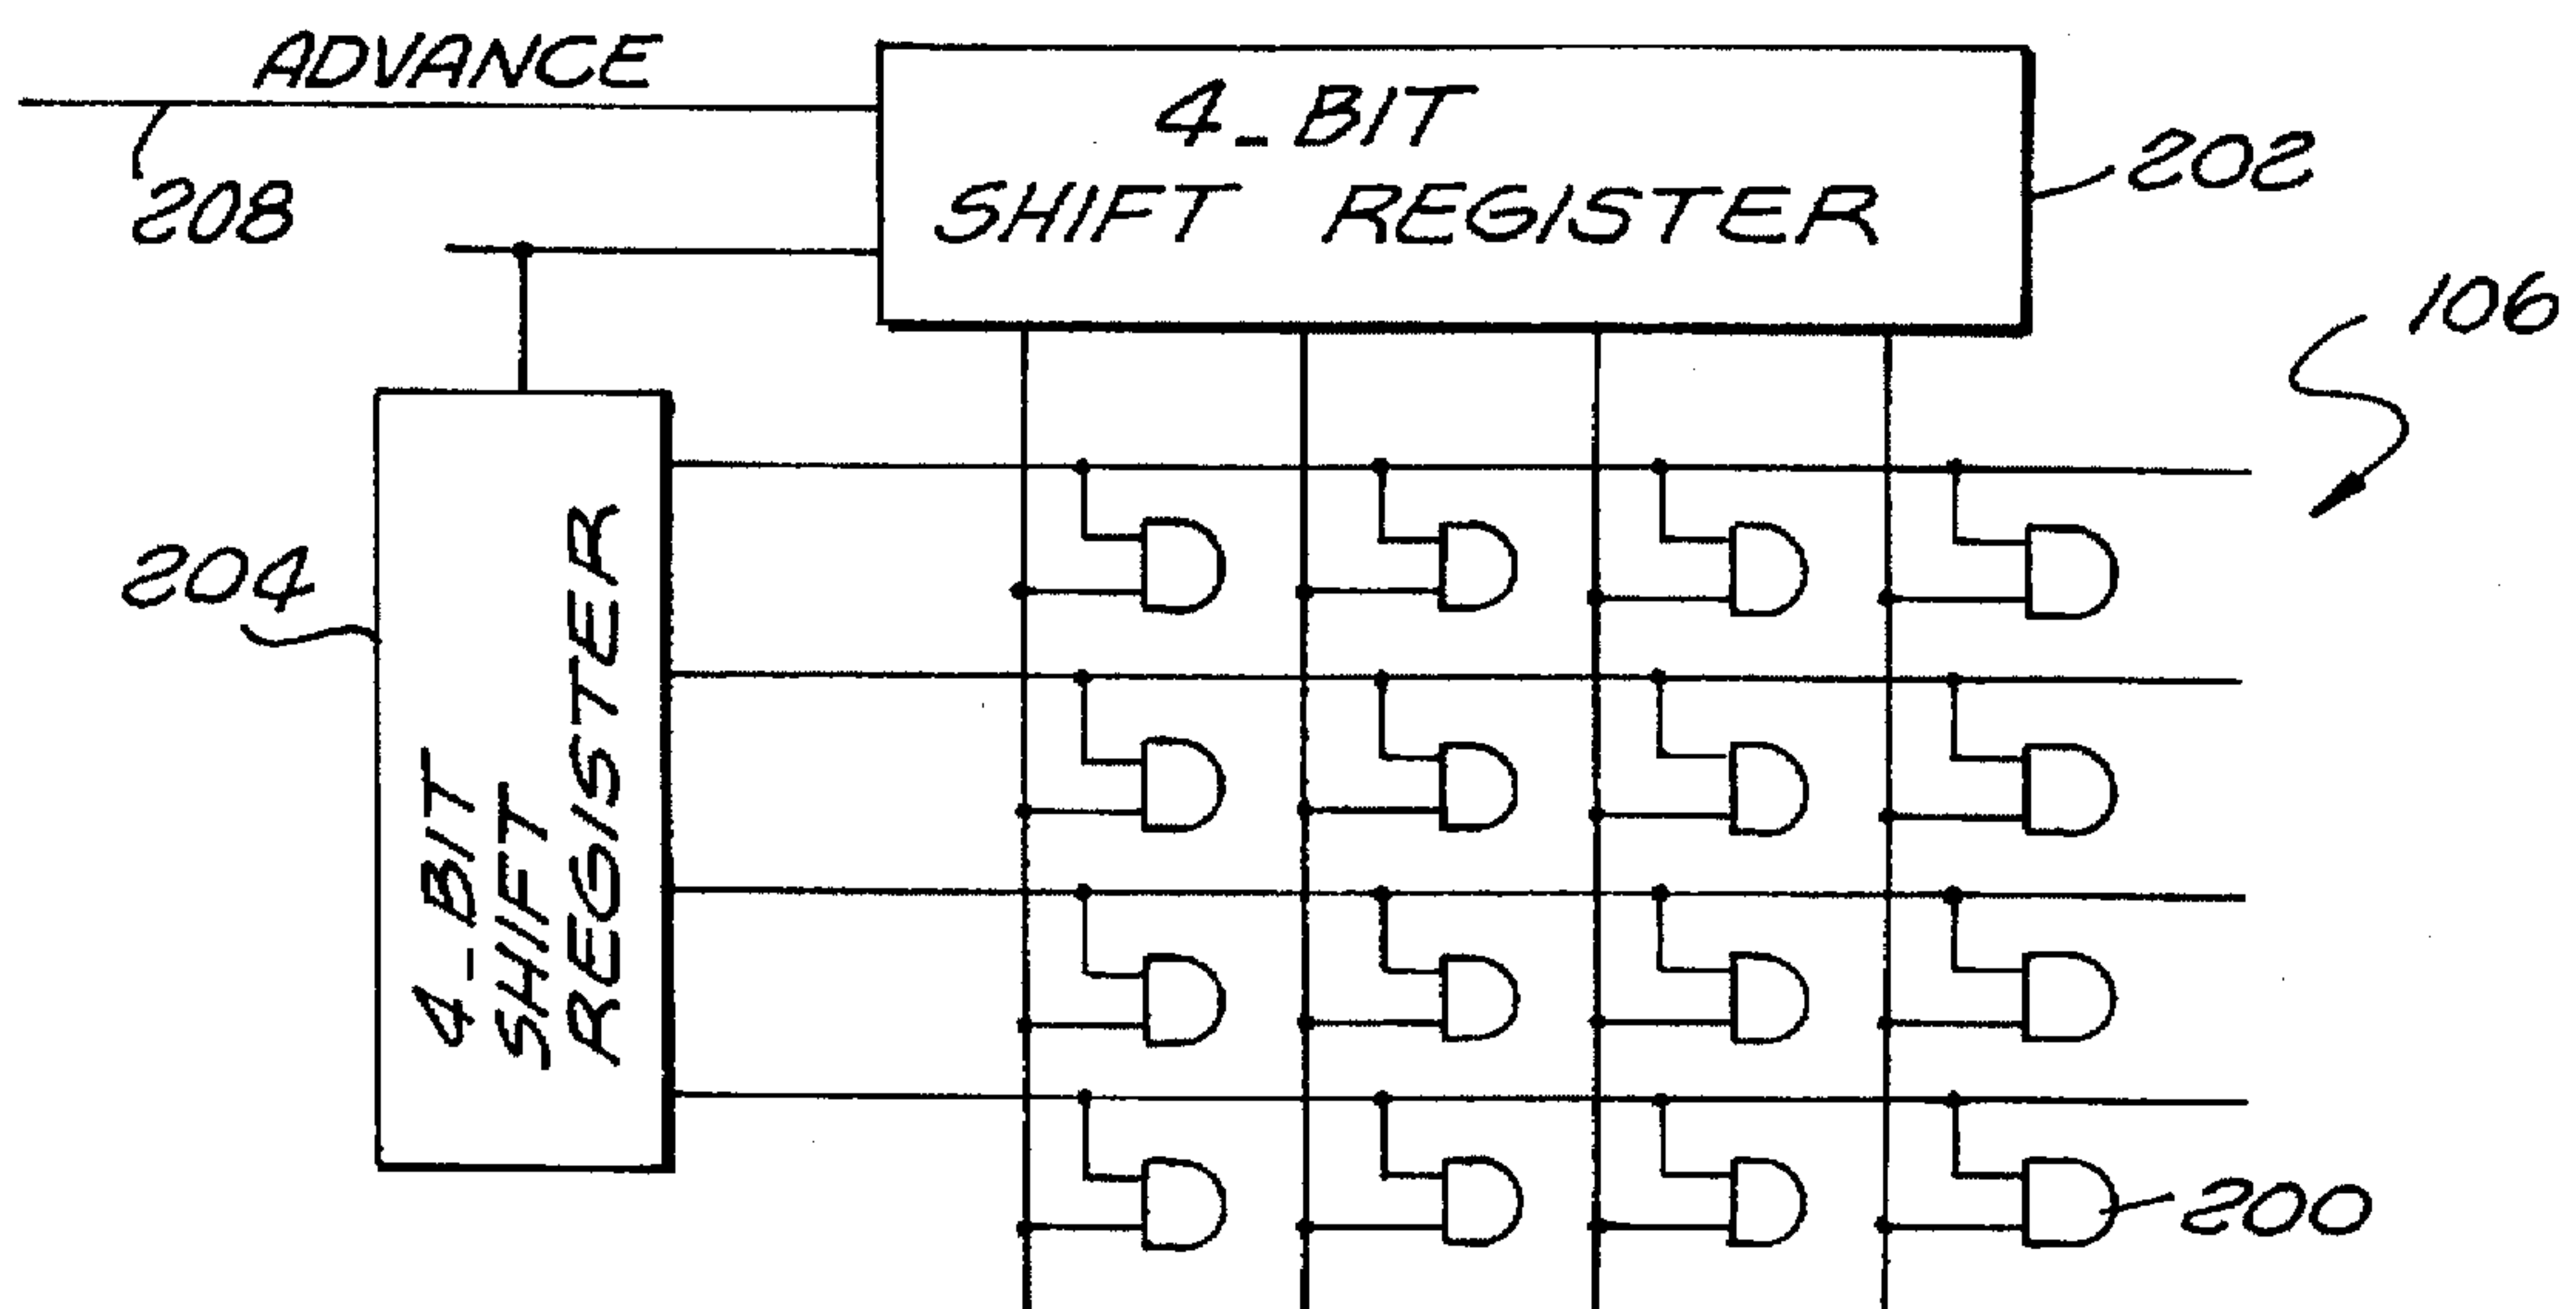 ADVANCE
208
4-BIT
SHIFT REGISTER
202
106
204
4-BIT
SHIFT
REGISTER
200